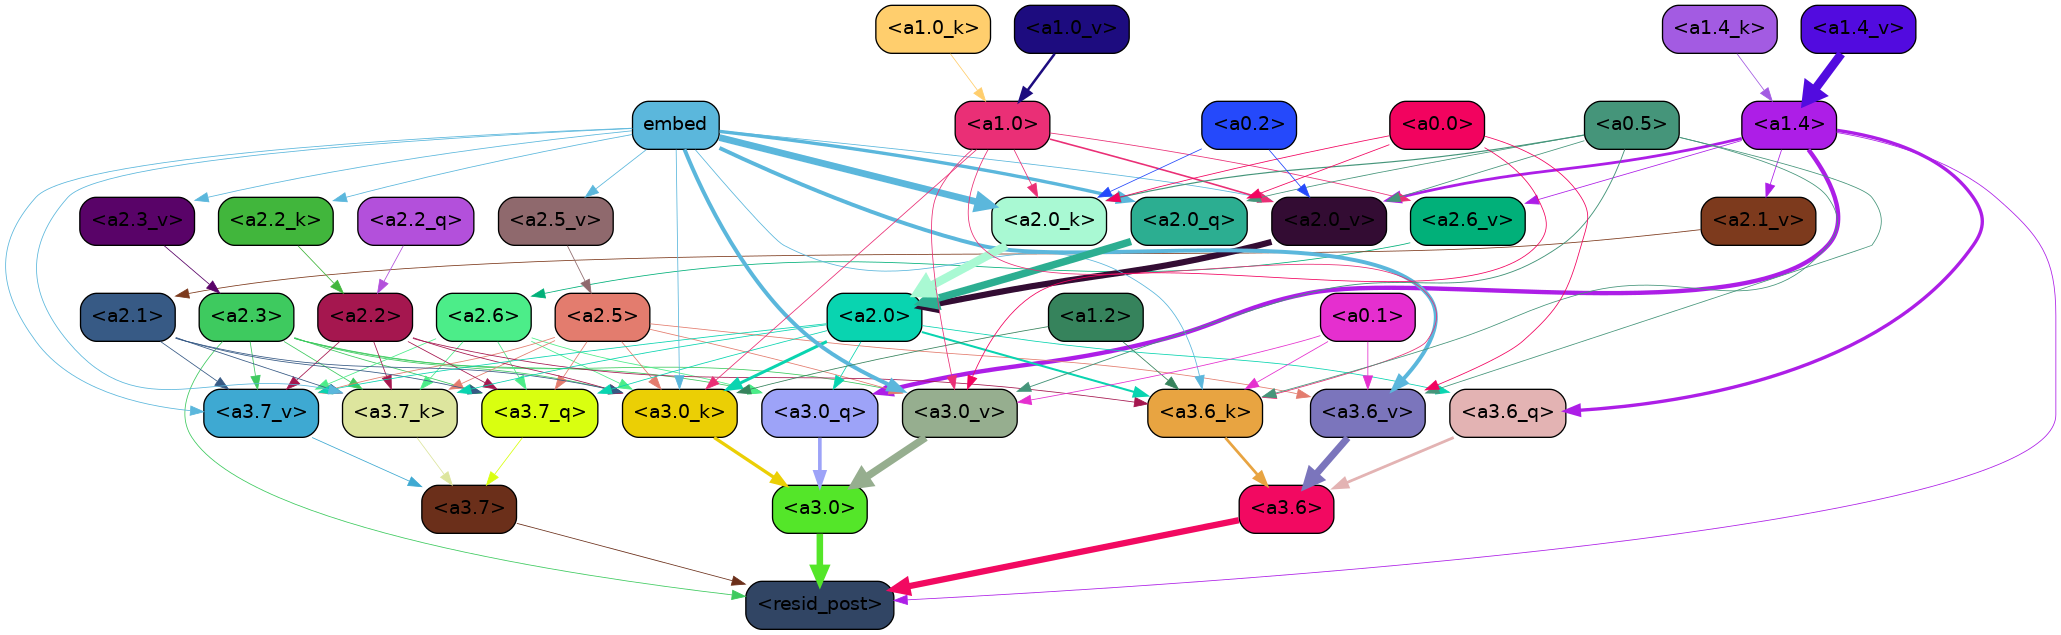 <a1.0_k> <a1.0_v> <a1.4_k> <a1.4_v>
embed <a1.0> <a0.2> <a0.0> <a0.5> <a1.4>
<a2.3_v> <a2.2_k> <a2.2_q> <a2.5_v> <a2.0_k> <a2.0_q> <a2.0_v> <a2.6_v> <a2.1_v>
<a2.1> <a2.3> <a2.2> <a2.6> <a2.5> <a2.0> <a1.2> <a0.1>
<a3.7_v> <a3.7_k> <a3.7_q> <a3.0_k> <a3.0_q> <a3.0_v> <a3.6_k> <a3.6_v> <a3.6_q>
<a3.7> <a3.0> <a3.6>
<resid_post>